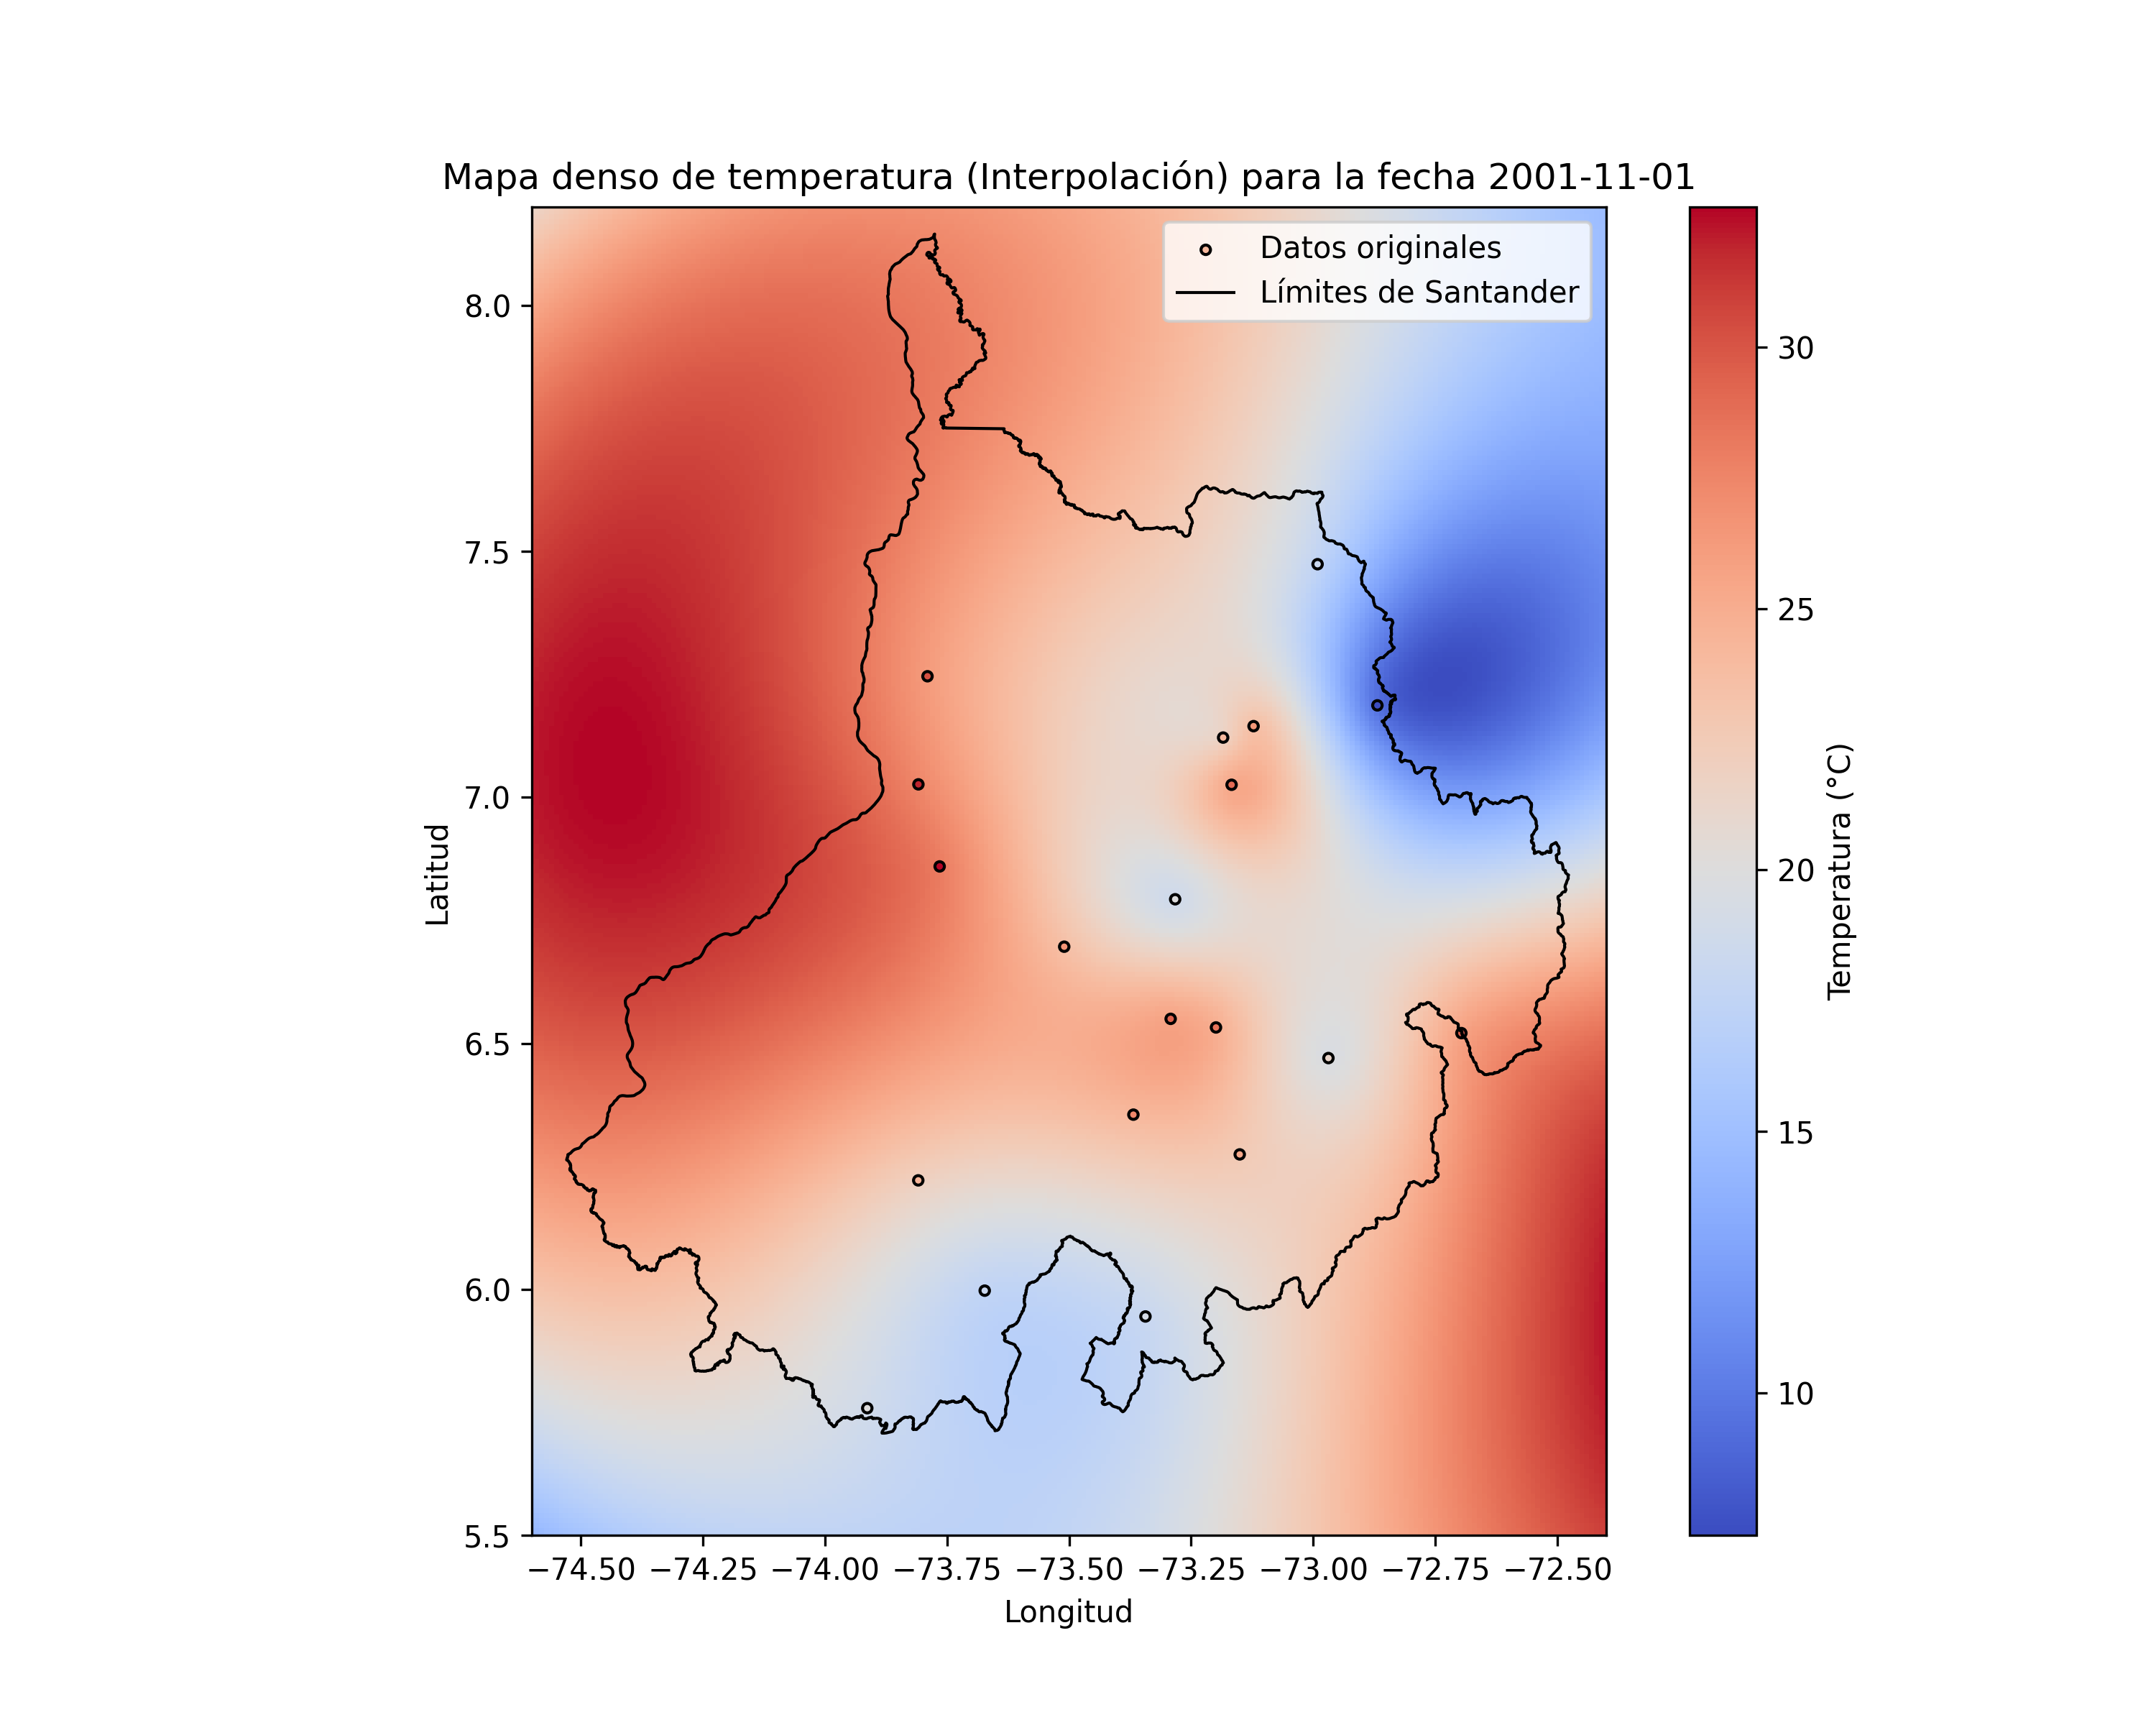 Mapa denso de temperatura (Interpolación) para la fecha 2001-11-01
Datos originales
Límites de Santander
8.0
7.5
7.0
6.5
6.0
5.5
Latitud
−74.50 −74.25 −74.00 −73.75 −73.50 −73.25 −73.00 −72.75 −72.50
Longitud
30
25
20
15
10
Temperatura (°C)